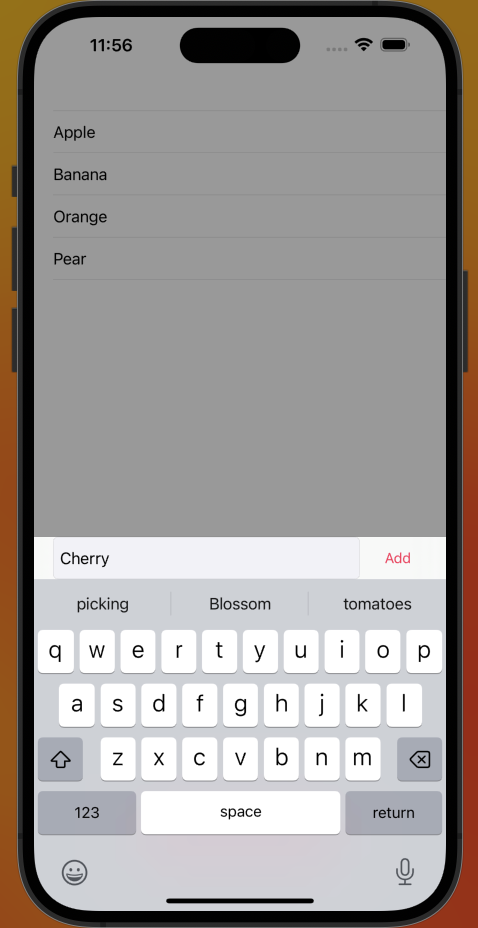 11:56
Apple
Banana
Orange
Pear
Cherry Add
picking Blossom tomatoes
q w e r t y u i o p
a s d f g h j k l
z x c v b n m
123 space return